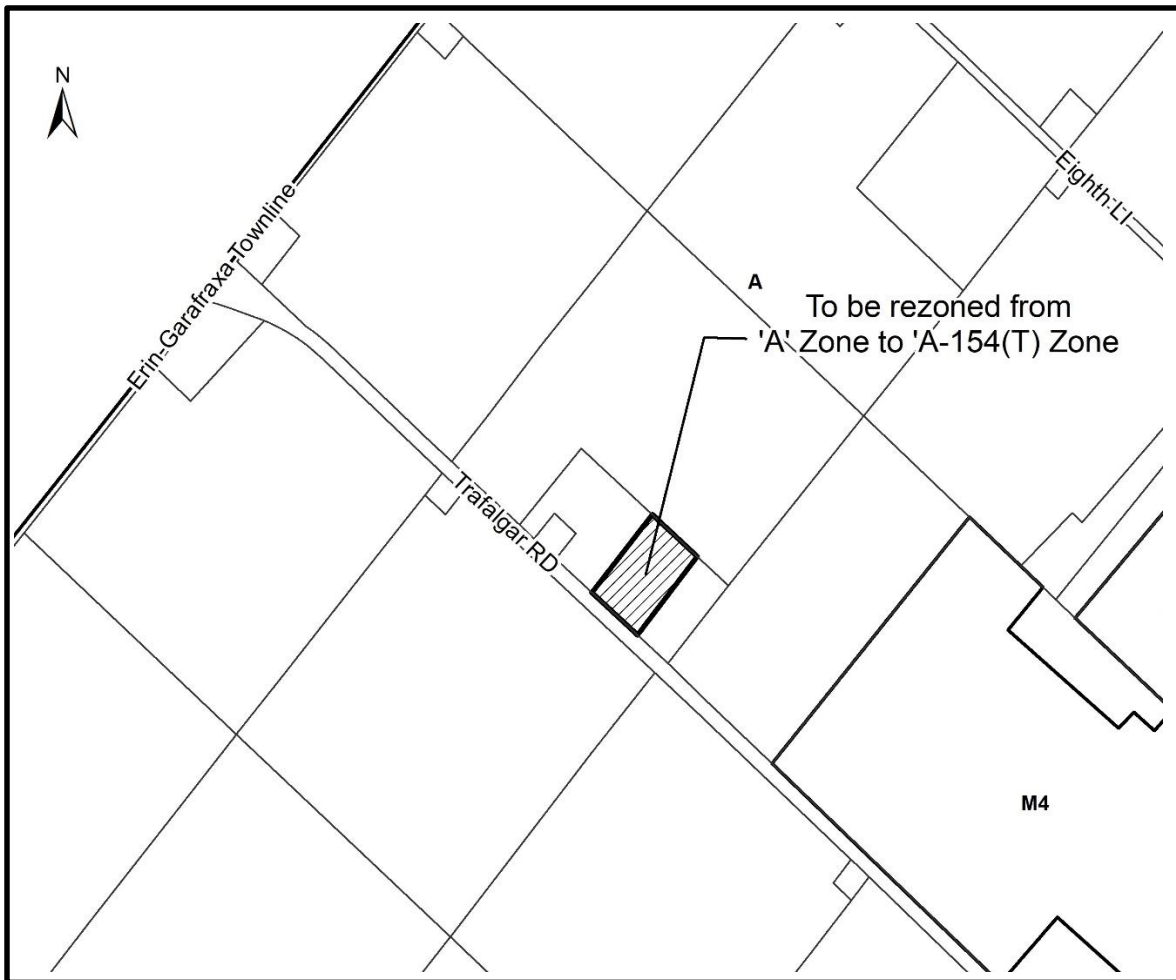 N
Erin-Garafraxa-Townline
Eighth LI
A
To be rezoned from
'A' Zone to 'A-154(T) Zone
Trafalgar RD
M4